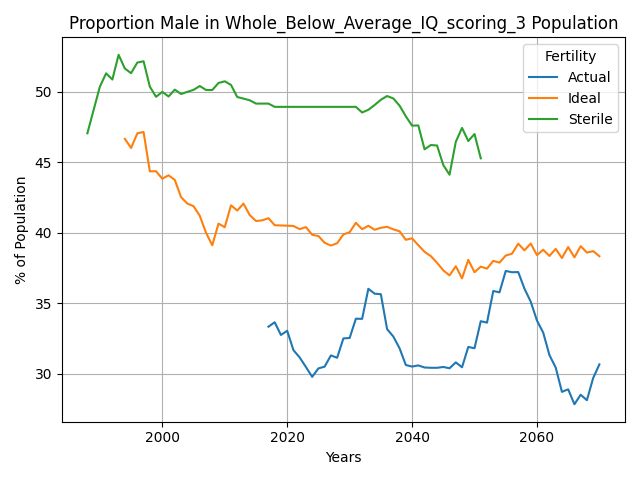 Proportion Male in Whole_Below_Average_IQ_scoring_3 Population
Fertility
Actual
Ideal
Sterile
% of Population
50
45
40
35
30
2000
2020
2040
2060
Years